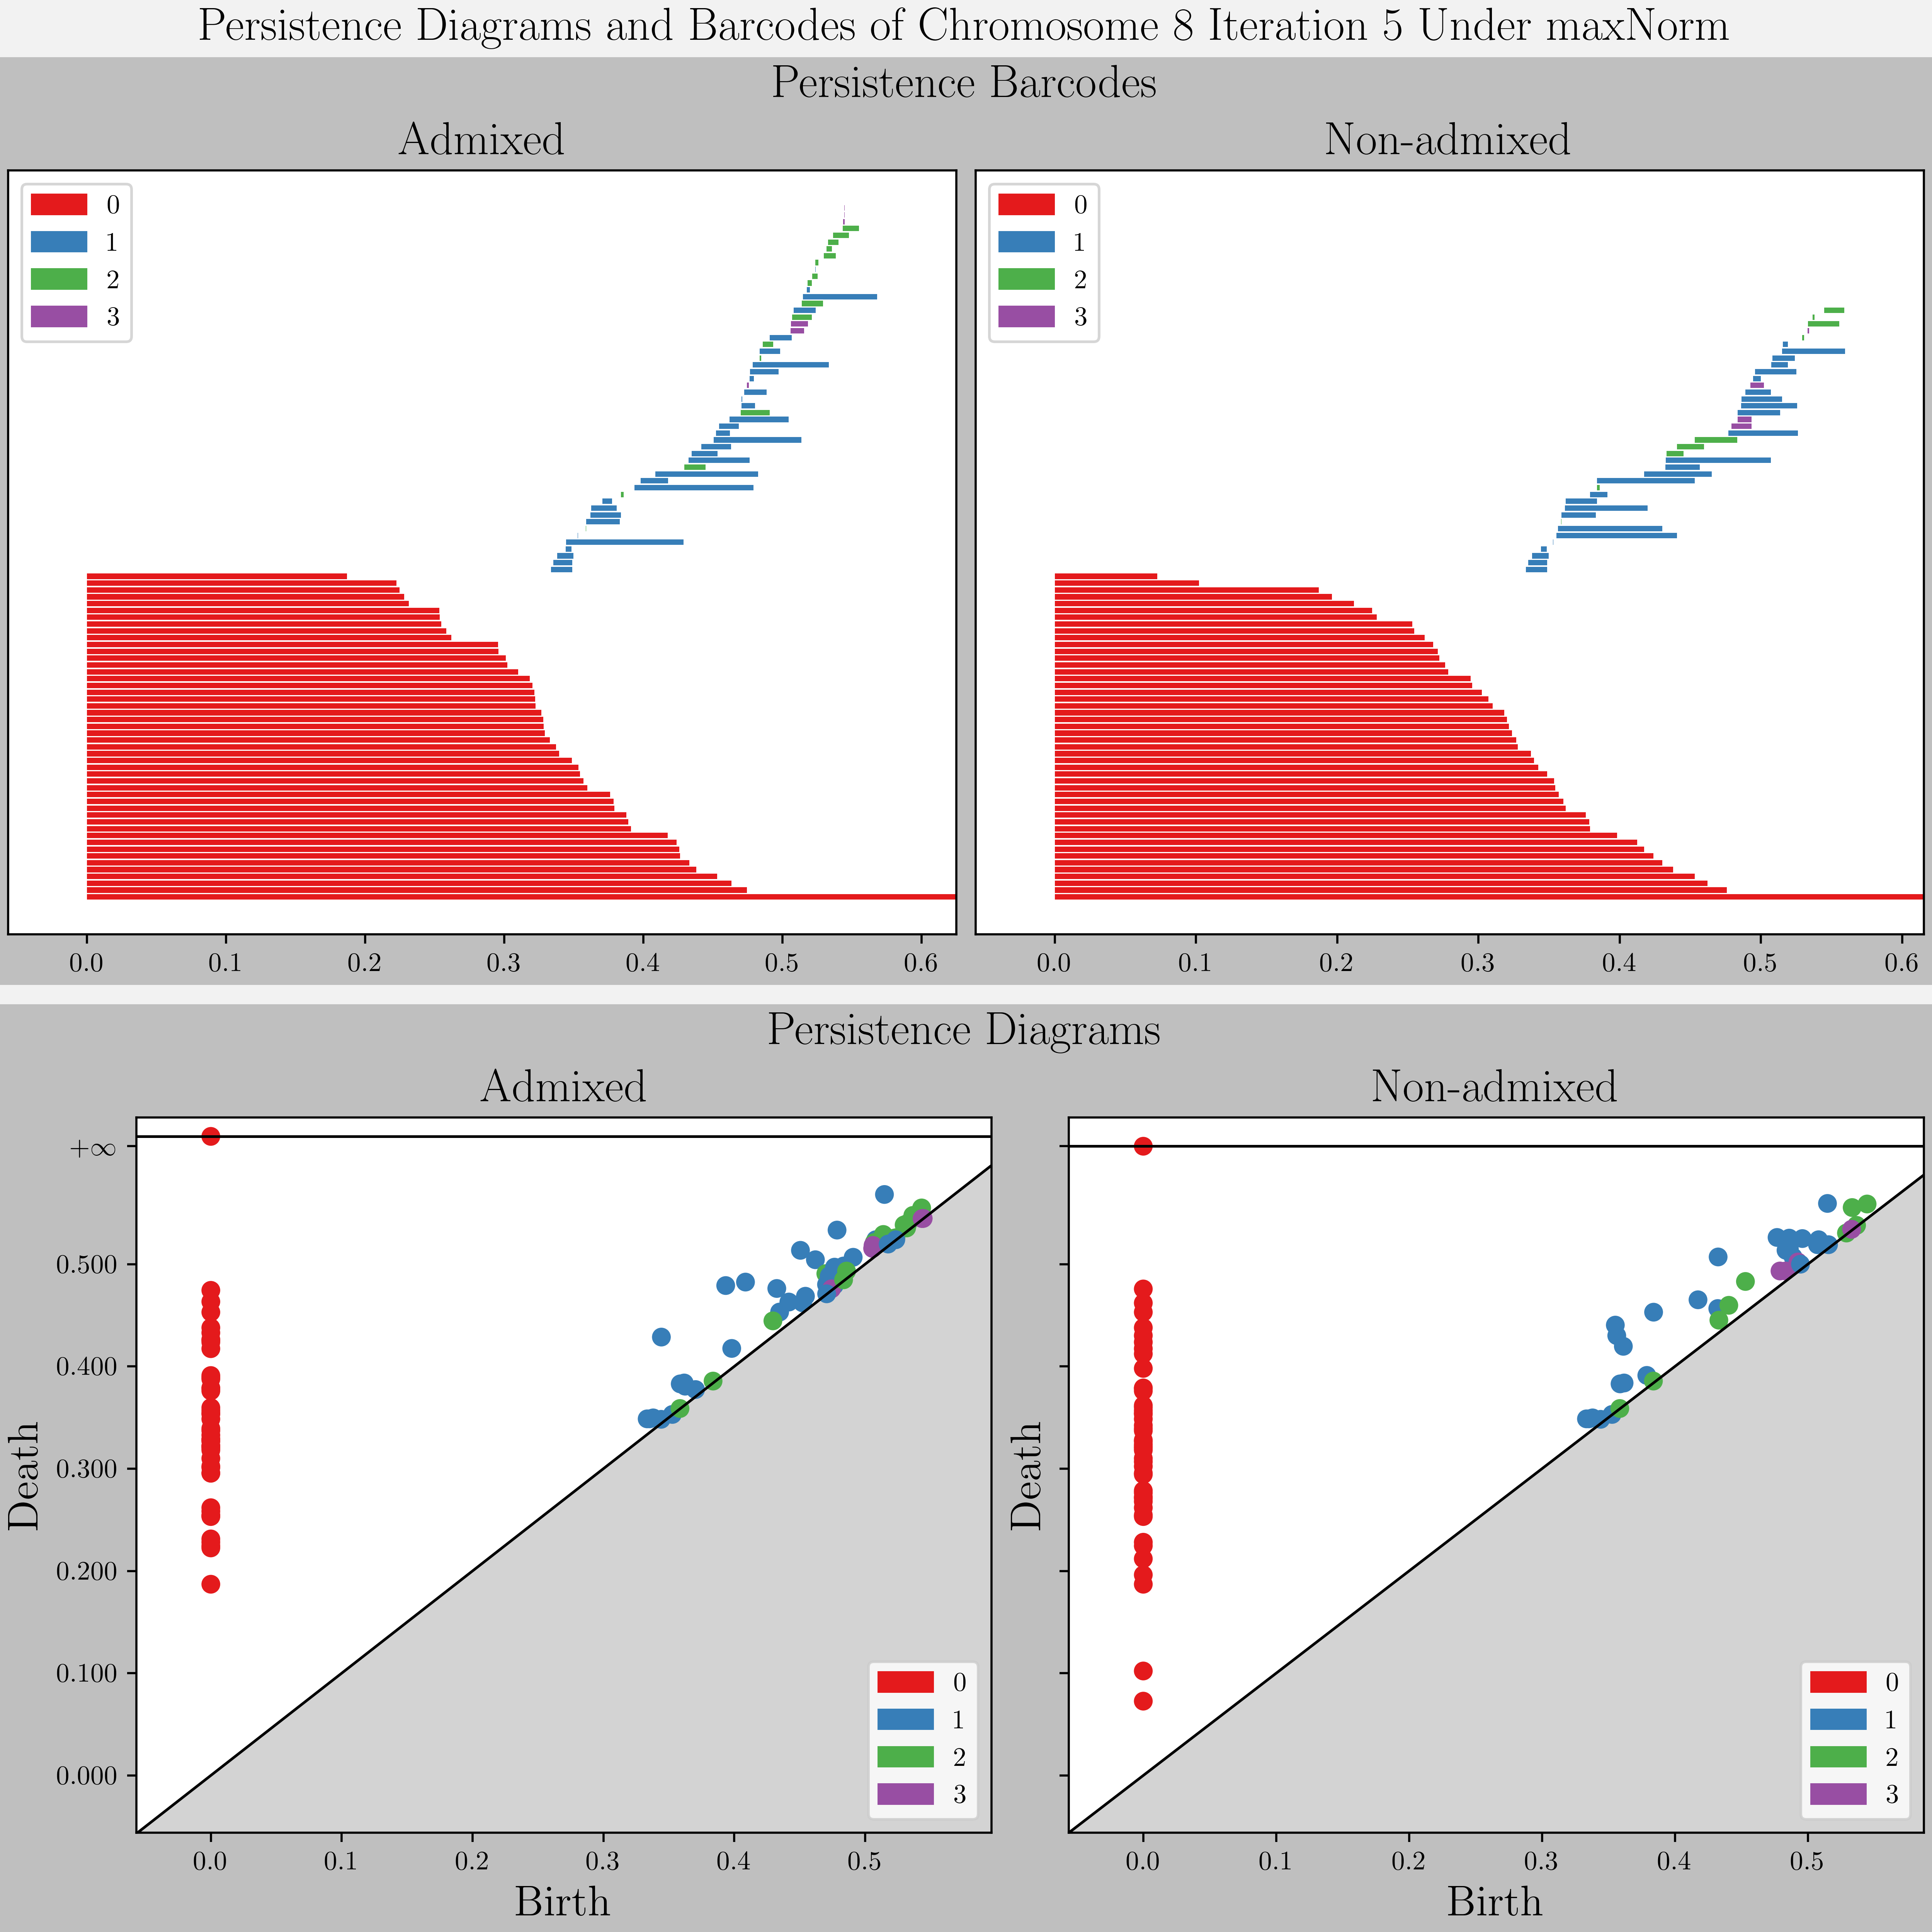 Persistence Diagrams and Barcodes of Chromosome 8 Iteration 5 Under maxNorm
Persistence Barcodes
Admixed
0
1
2
3
0.0 0.1 0.2 0.3 0.4 0.5 0.6
Non-admixed
0
1
2
3
0.0 0.1 0.2 0.3 0.4 0.5 0.6
Persistence Diagrams
Admixed
+∞
0.500
0.400
0.300
0.200
0.100
0.000
Death
0
1
2
3
0.0 0.1 0.2 0.3 0.4 0.5
Birth
Non-admixed
Death
0
1
2
3
0.0 0.1 0.2 0.3 0.4 0.5
Birth